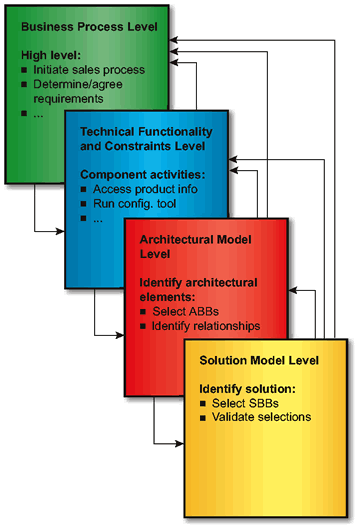 Business Process Level
High level:
■ Initiate sales process
■ Determine/agree
requirements
■ ...
Technical Functionality
and Constraints Level
Component activities:
■ Access product info
■ Run config. tool
■ ...
Architectural Model
Level
Identify architectural
elements:
■ Select ABBs
■ Identify relationships
Solution Model Level
Identify solution:
■ Select SBBs
■ Validate selections